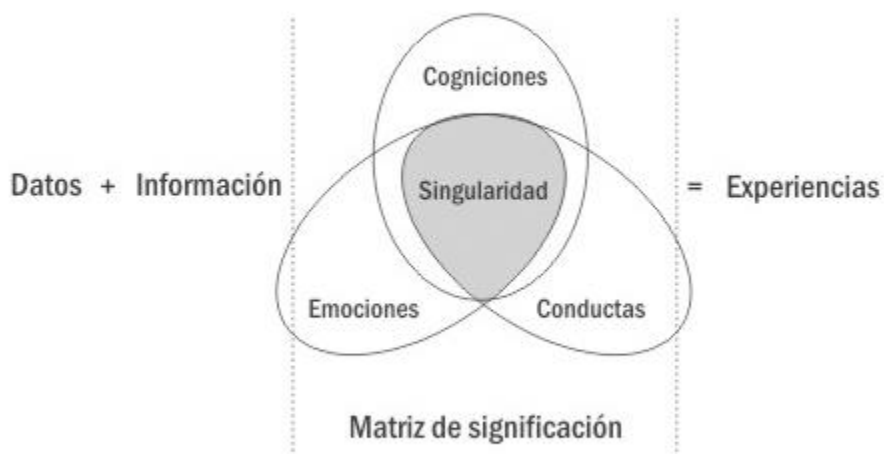 Cogniciones
Datos + Información
Singularidad
= Experiencias
Emociones
Conductas
Matriz de significación